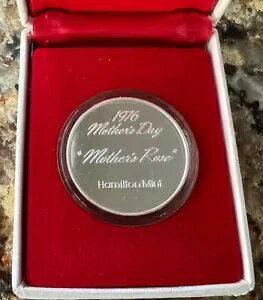 1976
Mother's Day
"Mother's Rose"
Hamilton Mint